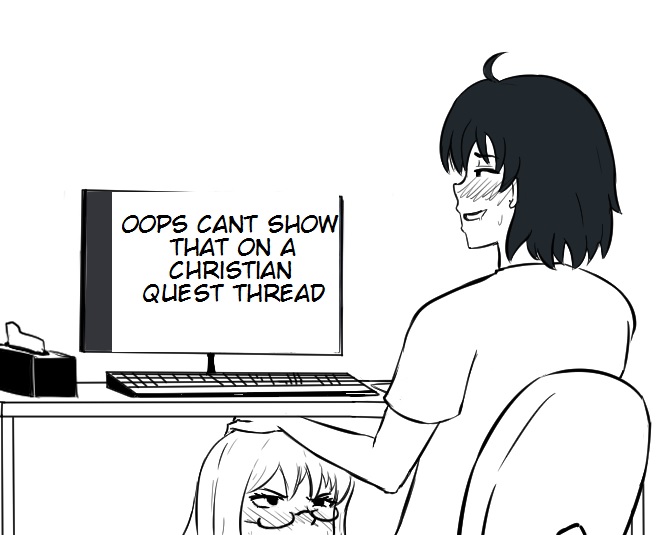 OOPS CANT SHOW
THAT ON A
CHRISTIAN
QUEST THREAD